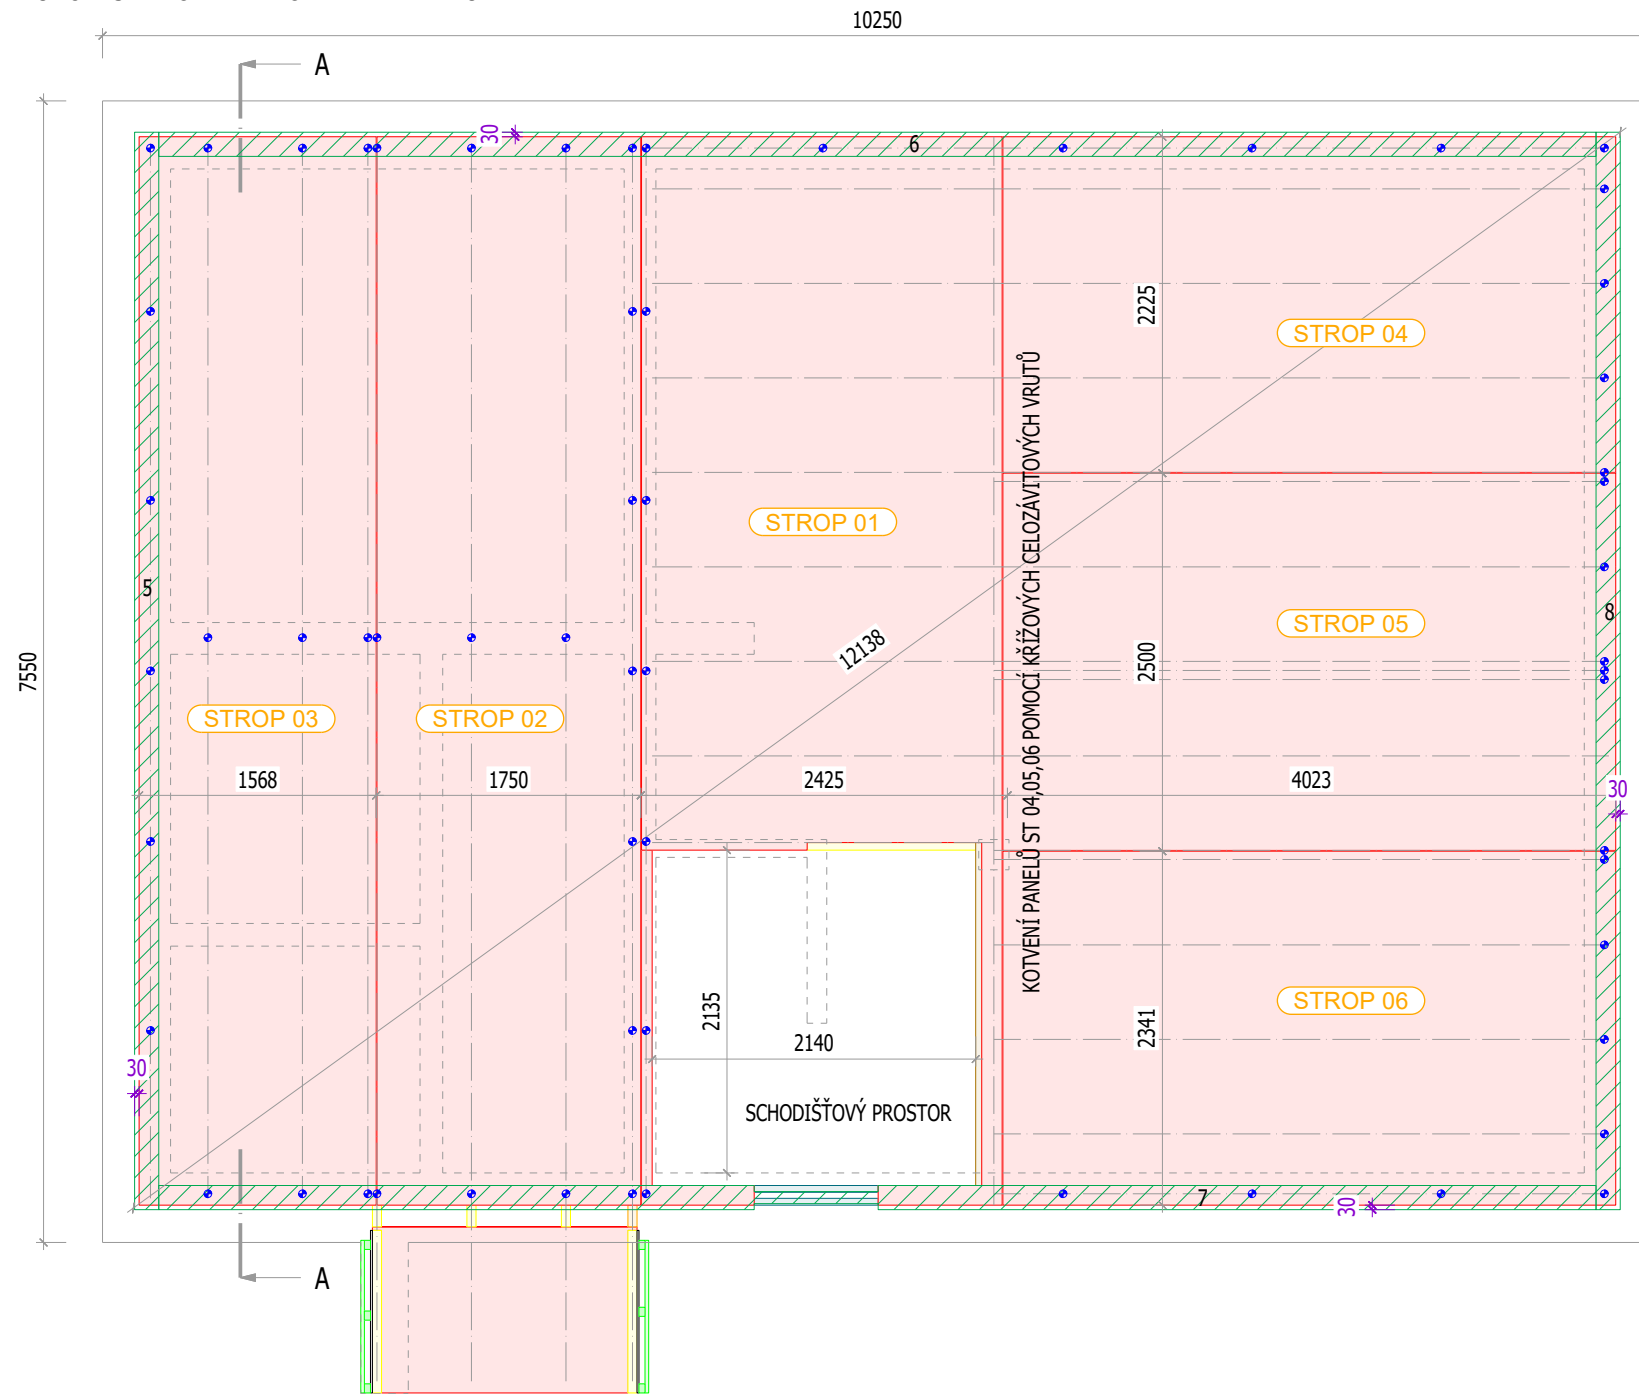 10250
A
30
6
2225
STROP 04
KOTVENÍ PANELŮ ST 04,05,06 POMOCÍ KŘÍŽOVÝCH CELOZÁVITOVÝCH VRUTŮ
STROP 01
5
8
STROP 05
12138
2500
7550
STROP 03
STROP 02
1568
1750
2425
4023
30
2135
STROP 06
2341
2140
30
SCHODIŠŤOVÝ PROSTOR
7
30
A